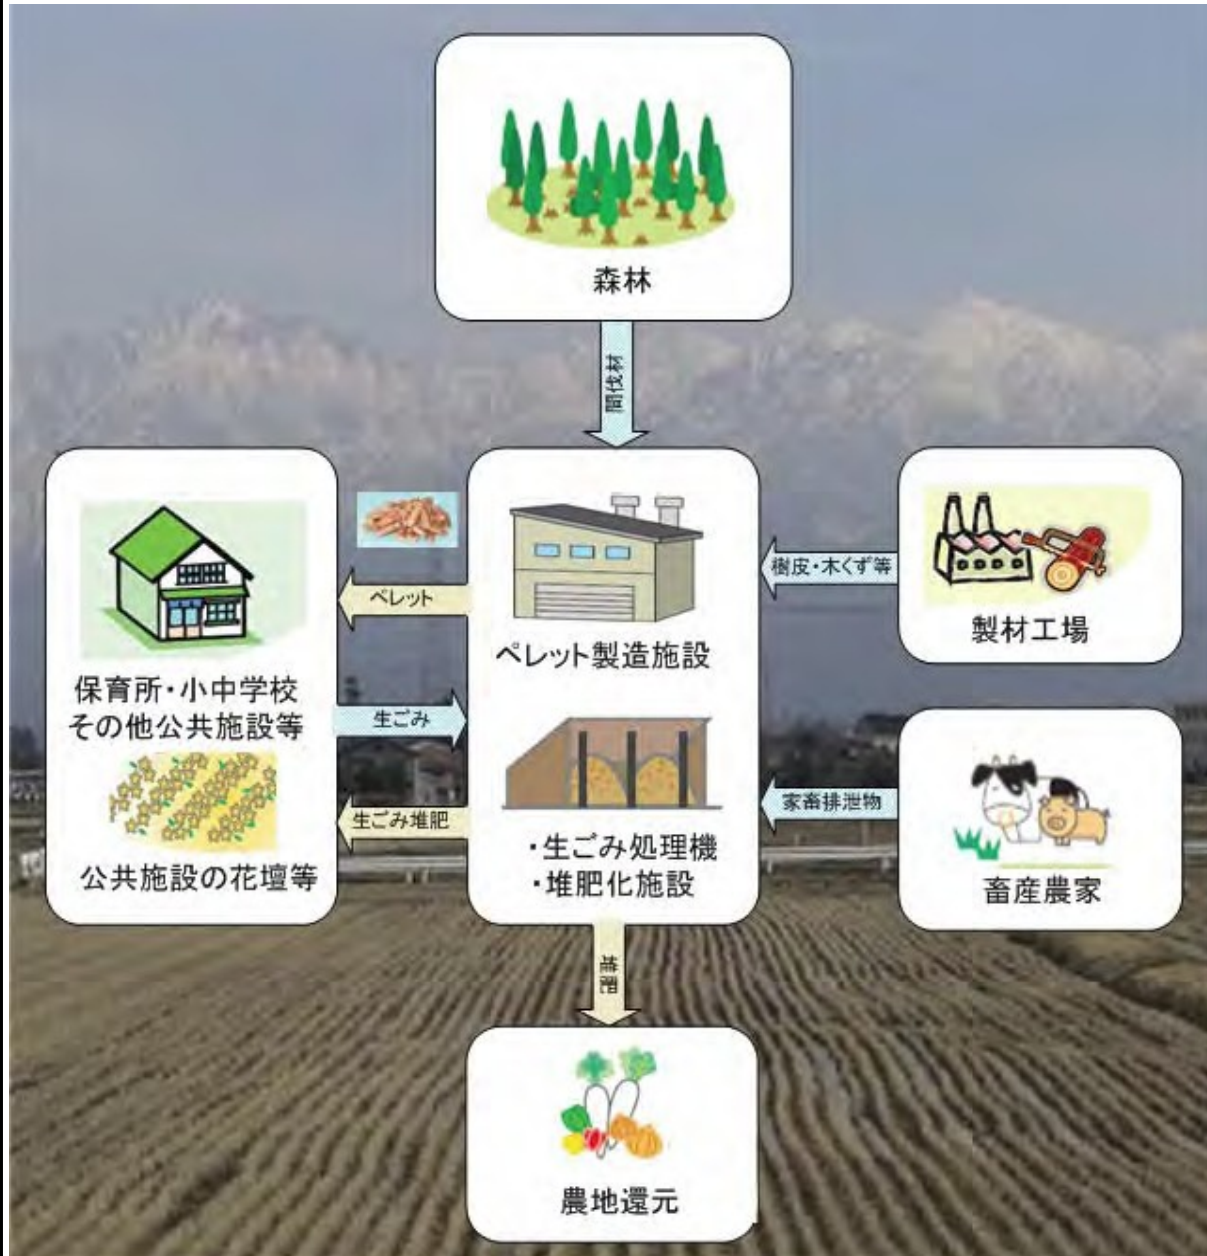 森林
間伐材
ペレット
ペレット製造施設
樹皮・木くず等
製材工場
保育所・小中学校
その他公共施設等
生ごみ
生ごみ堆肥
公共施設の花壇等
・生ごみ処理機
・堆肥化施設
家畜排泄物
畜産農家
堆肥
農地還元